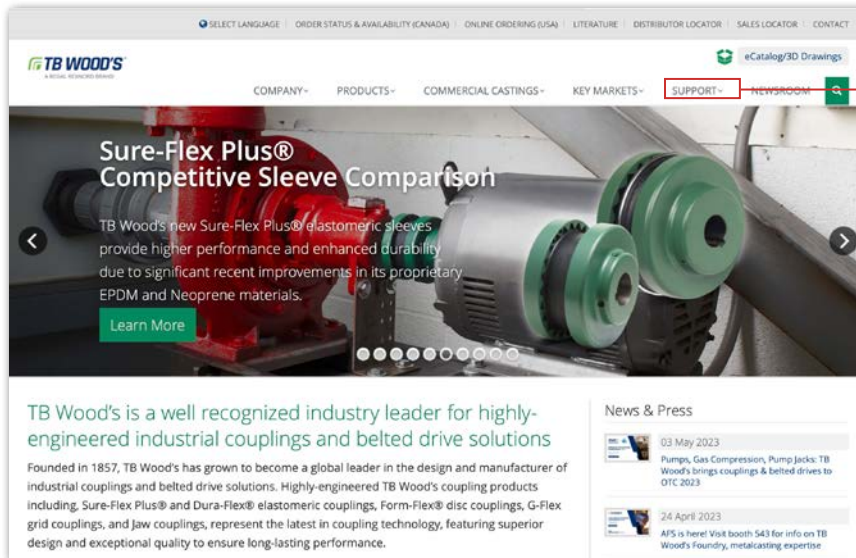 SELECT LANGUAGE
ORDER STATUS & AVAILABILITY (CANADA)
ONLINE ORDERING (USA)
LITERATURE
DISTRIBUTOR LOCATOR
SALES LOCATOR
CONTACT
TB WOOD'S
A REGAL REXNORD BRAND
eCatalog/3D Drawings
COMPANY
PRODUCTS
COMMERCIAL CASTINGS
KEY MARKETS
SUPPORT
NEWSROOM
Sure-Flex Plus®
Competitive Sleeve Comparison
TB Wood's new Sure-Flex Plus® elastomeric sleeves
provide higher performance and enhanced durability
due to significant recent improvements in its proprietary
EPDM and Neoprene materials.
Learn More
TB Wood's is a well recognized industry leader for highly-
engineered industrial couplings and belted drive solutions
Founded in 1857, TB Wood's has grown to become a global leader in the design and manufacturer of
industrial couplings and belted drive solutions. Highly-engineered TB Wood's coupling products
including, Sure-Flex Plus® and Dura-Flex® elastomeric couplings, Form-Flex® disc couplings, G-Flex
grid couplings, and Jaw couplings, represent the latest in coupling technology, featuring superior
design and exceptional quality to ensure long-lasting performance.
News & Press
03 May 2023
Pumps, Gas Compression, Pump Jacks: TB
Wood's brings couplings & belted drives to
OTC 2023
24 April 2023
AFS is here! Visit booth 543 for info on TB
Wood's Foundry, metalcasting expertise